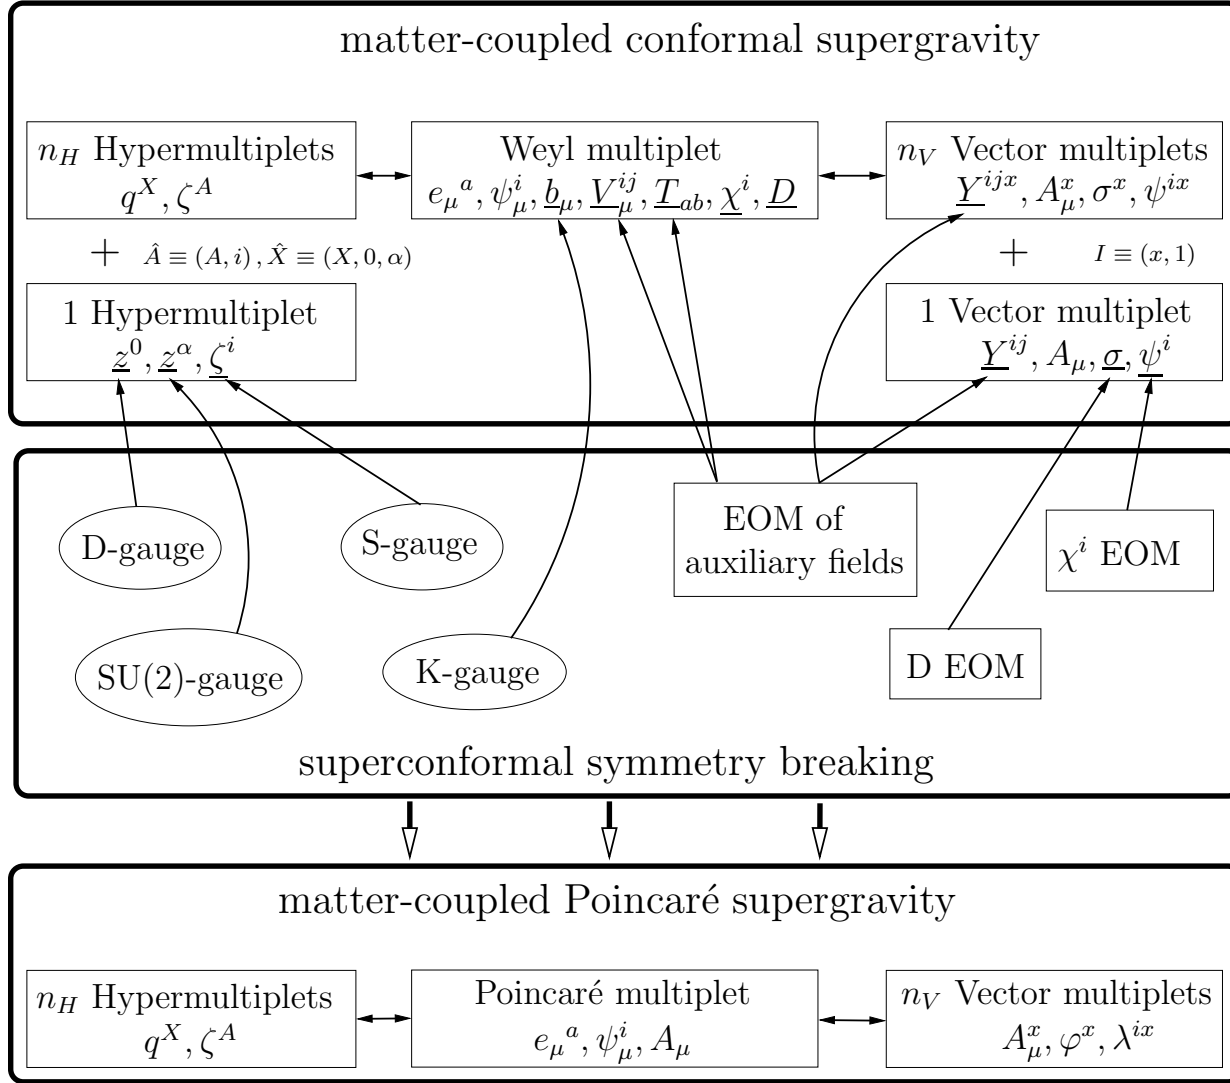 matter-coupled conformal supergravity
n_H Hypermultiplets
q^X, ζ^A
Weyl multiplet
e_μ^a, ψ_μ^i, b_μ, V_μ^{ij}, T_{ab}, χ^i, D
n_V Vector multiplets
Y^{ijx}, A_μ^x, σ^x, ψ^{ix}
+ Â ≡ (A, i) , X̂ ≡ (X, 0, α)
+ I ≡ (x, 1)
1 Hypermultiplet
z^0, z^α, ζ^i
1 Vector multiplet
Y^{ij}, A_μ, σ, ψ^i
D-gauge
S-gauge
EOM of
auxiliary fields
χ^i EOM
SU(2)-gauge
K-gauge
D EOM
superconformal symmetry breaking
matter-coupled Poincaré supergravity
n_H Hypermultiplets
q^X, ζ^A
Poincaré multiplet
e_μ^a, ψ_μ^i, A_μ
n_V Vector multiplets
A_μ^x, φ^x, λ^{ix}